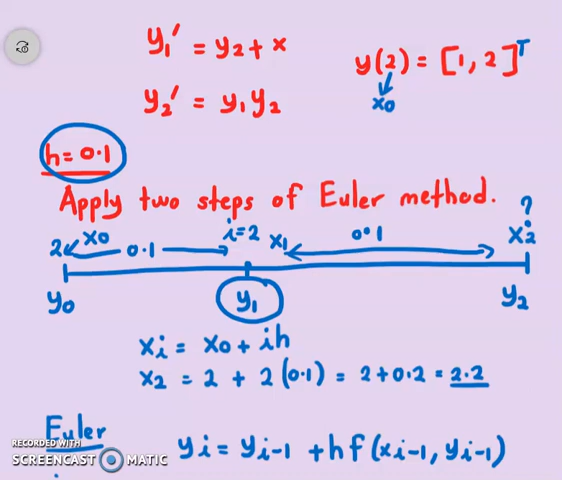 y₁' = y₂ + x
y(2) = [1, 2]ᵀ
x₀
y₂' = y₁y₂
h = 0.1
Apply two steps of Euler method.
2 x₀ 0.1 i=2 x₁ 0.1 ? x₂
y₀ y₁ y₂
xᵢ = x₀ + ih
x₂ = 2 + 2(0.1) = 2+0.2 = 2.2
Euler
yᵢ = yᵢ₋₁ + hf(xᵢ₋₁, yᵢ₋₁)
RECORDED WITH
SCREENCAST MATIC